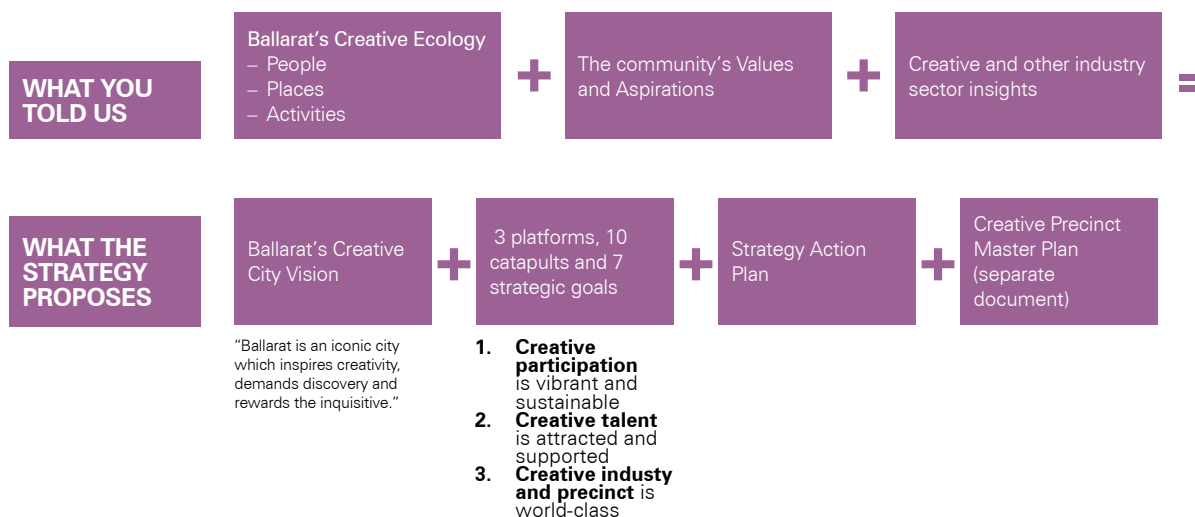 WHAT YOU
TOLD US
Ballarat’s Creative Ecology
– People
– Places
– Activities
+
The community’s Values
and Aspirations
+
Creative and other industry
sector insights
=
WHAT THE
STRATEGY
PROPOSES
Ballarat’s Creative
City Vision
+
3 platforms, 10
catapults and 7
strategic goals
+
Strategy Action
Plan
+
Creative Precinct
Master Plan
(separate
document)
“Ballarat is an iconic city
which inspires creativity,
demands discovery and
rewards the inquisitive.”
1. Creative
participation
is vibrant and
sustainable
2. Creative talent
is attracted and
supported
3. Creative industy
and precinct is
world-class